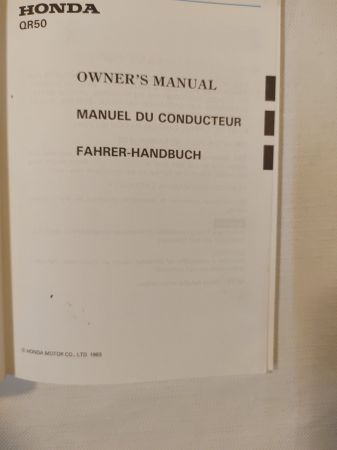 HONDA
QR50
OWNER'S MANUAL
MANUEL DU CONDUCTEUR
FAHRER-HANDBUCH
© HONDA MOTOR CO., LTD. 1983